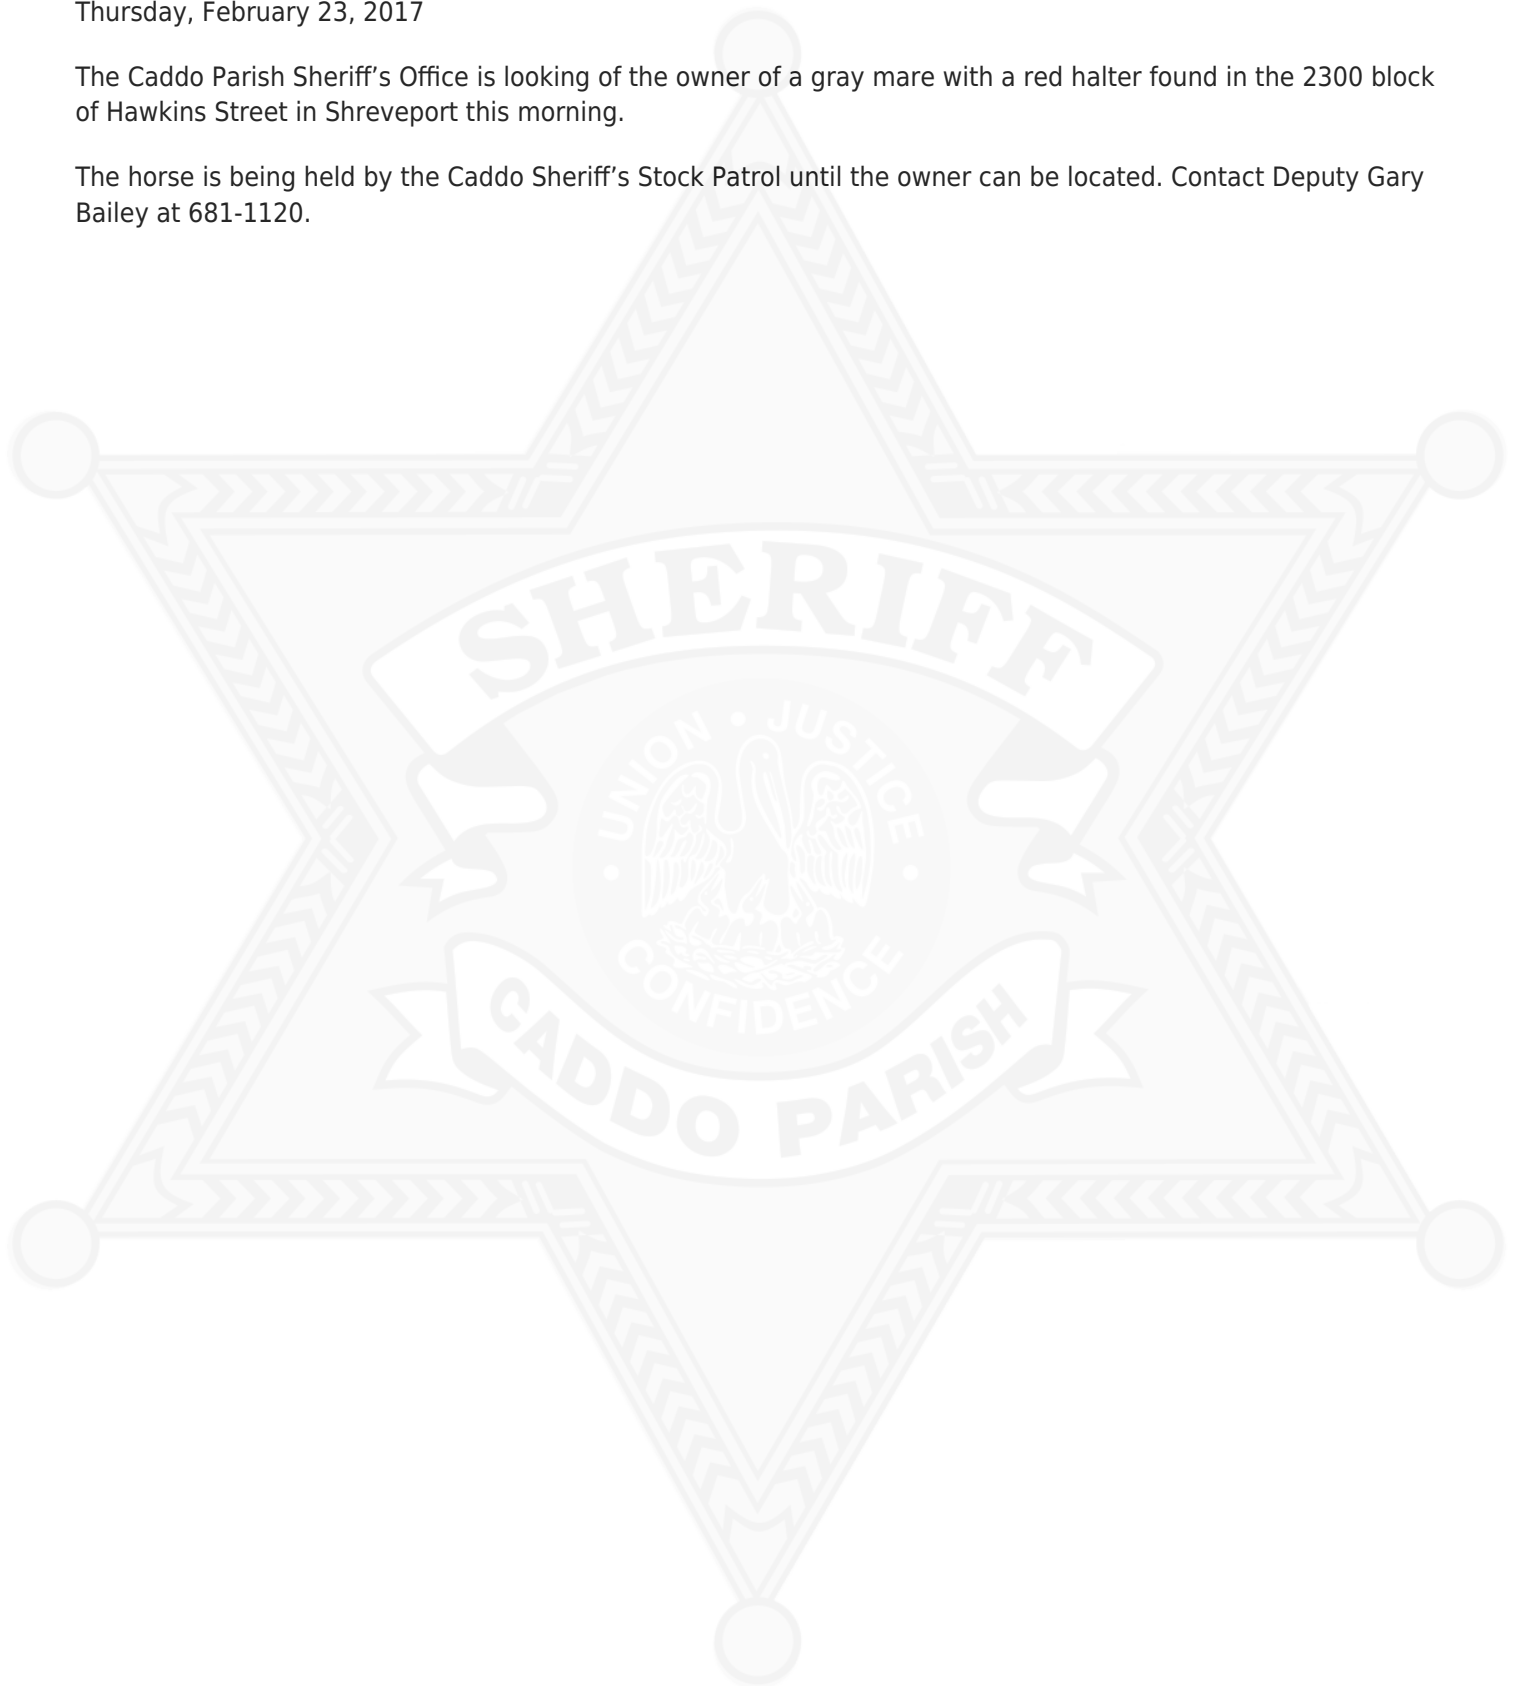 Thursday, February 23, 2017
The Caddo Parish Sheriff’s Office is looking of the owner of a gray mare with a red halter found in the 2300 block
of Hawkins Street in Shreveport this morning.
The horse is being held by the Caddo Sheriff’s Stock Patrol until the owner can be located. Contact Deputy Gary
Bailey at 681-1120.
SHERIFF
UNION • JUSTICE
• CONFIDENCE •
CADDO PARISH